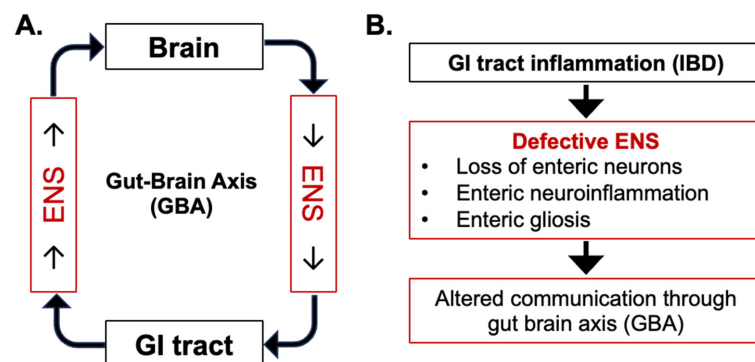 A.
Brain
↑ ENS ↑
Gut-Brain Axis
(GBA)
↓ ENS ↓
GI tract
B.
GI tract inflammation (IBD)
Defective ENS
• Loss of enteric neurons
• Enteric neuroinflammation
• Enteric gliosis
Altered communication through
gut brain axis (GBA)